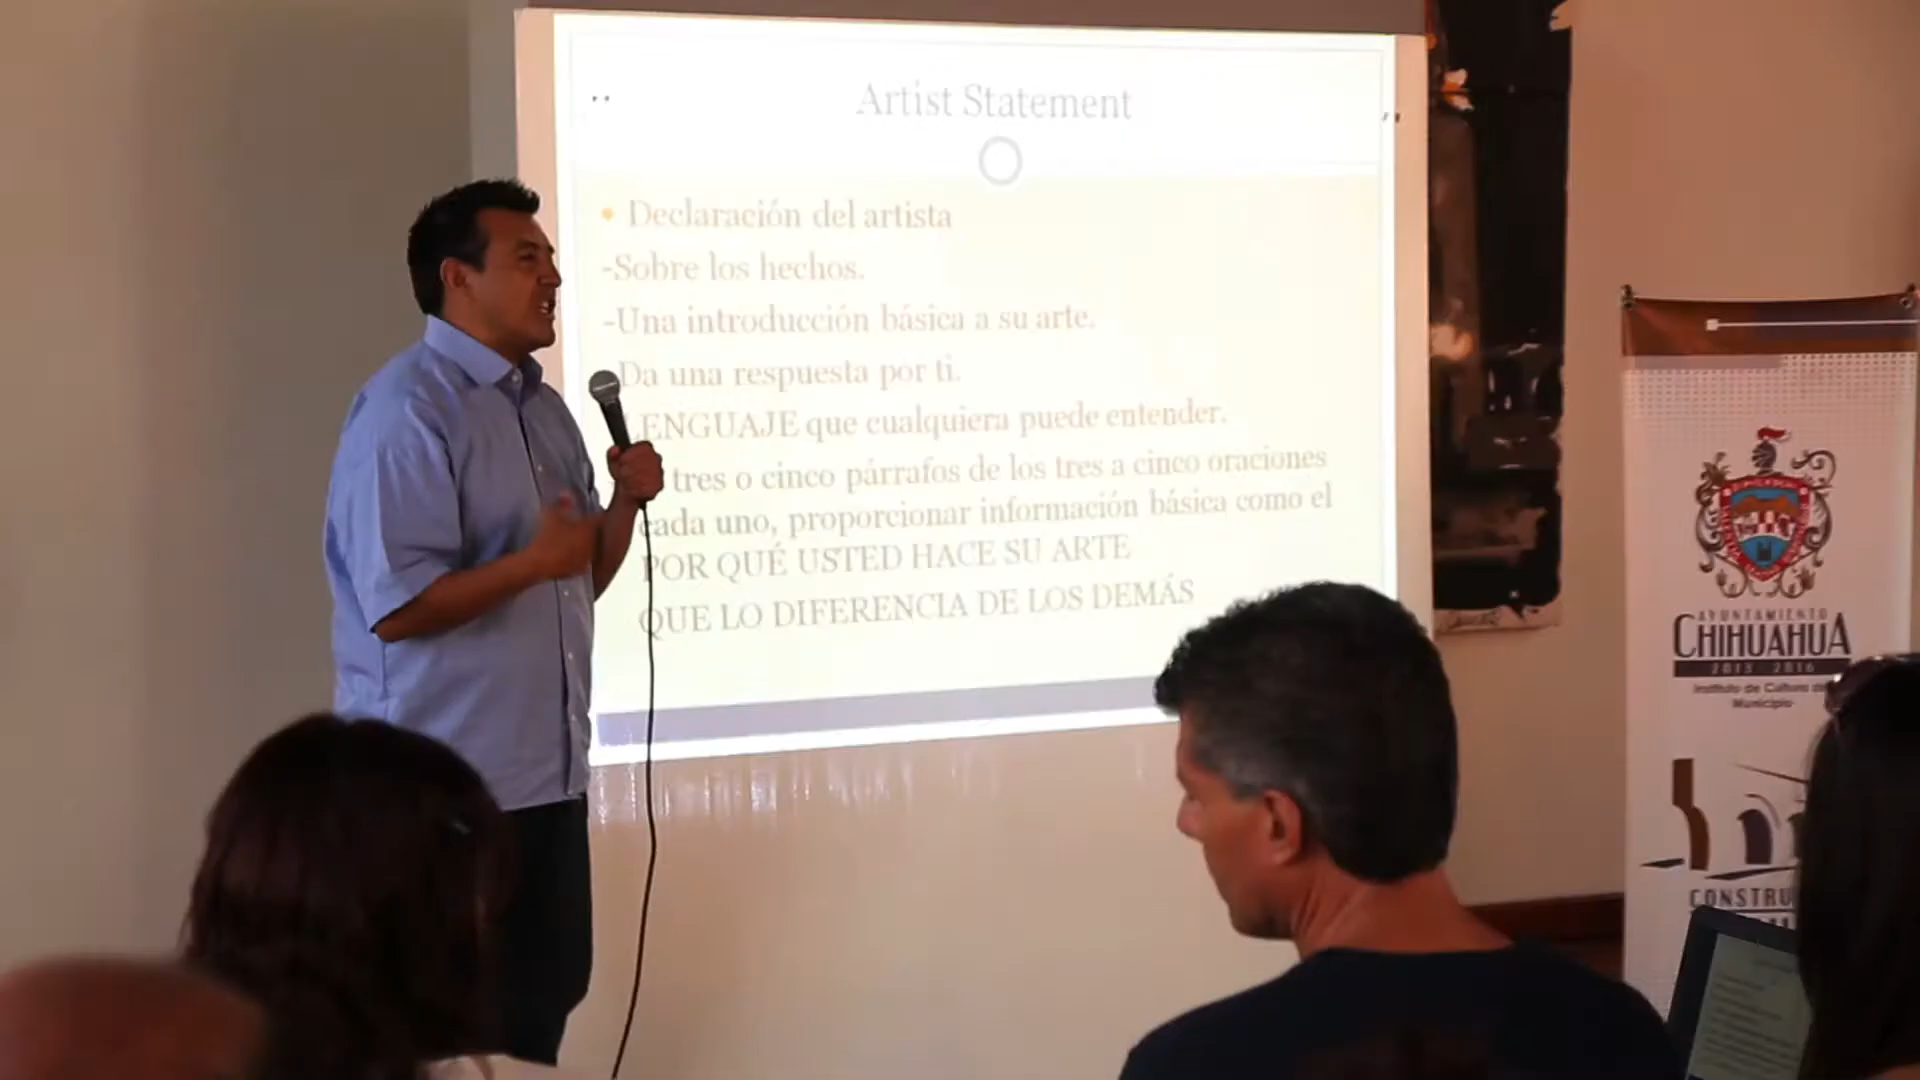 Artist Statement
• Declaración del artista
-Sobre los hechos.
-Una introducción básica a su arte.
Da una respuesta por ti.
LENGUAJE que cualquiera puede entender.
tres o cinco párrafos de los tres a cinco oraciones
cada uno, proporcionar información básica como el
POR QUÉ USTED HACE SU ARTE
QUE LO DIFERENCIA DE LOS DEMÁS
AYUNTAMIENTO
CHIHUAHUA
2013 2016
Instituto de Cultura de
Municipio
CONSTRU